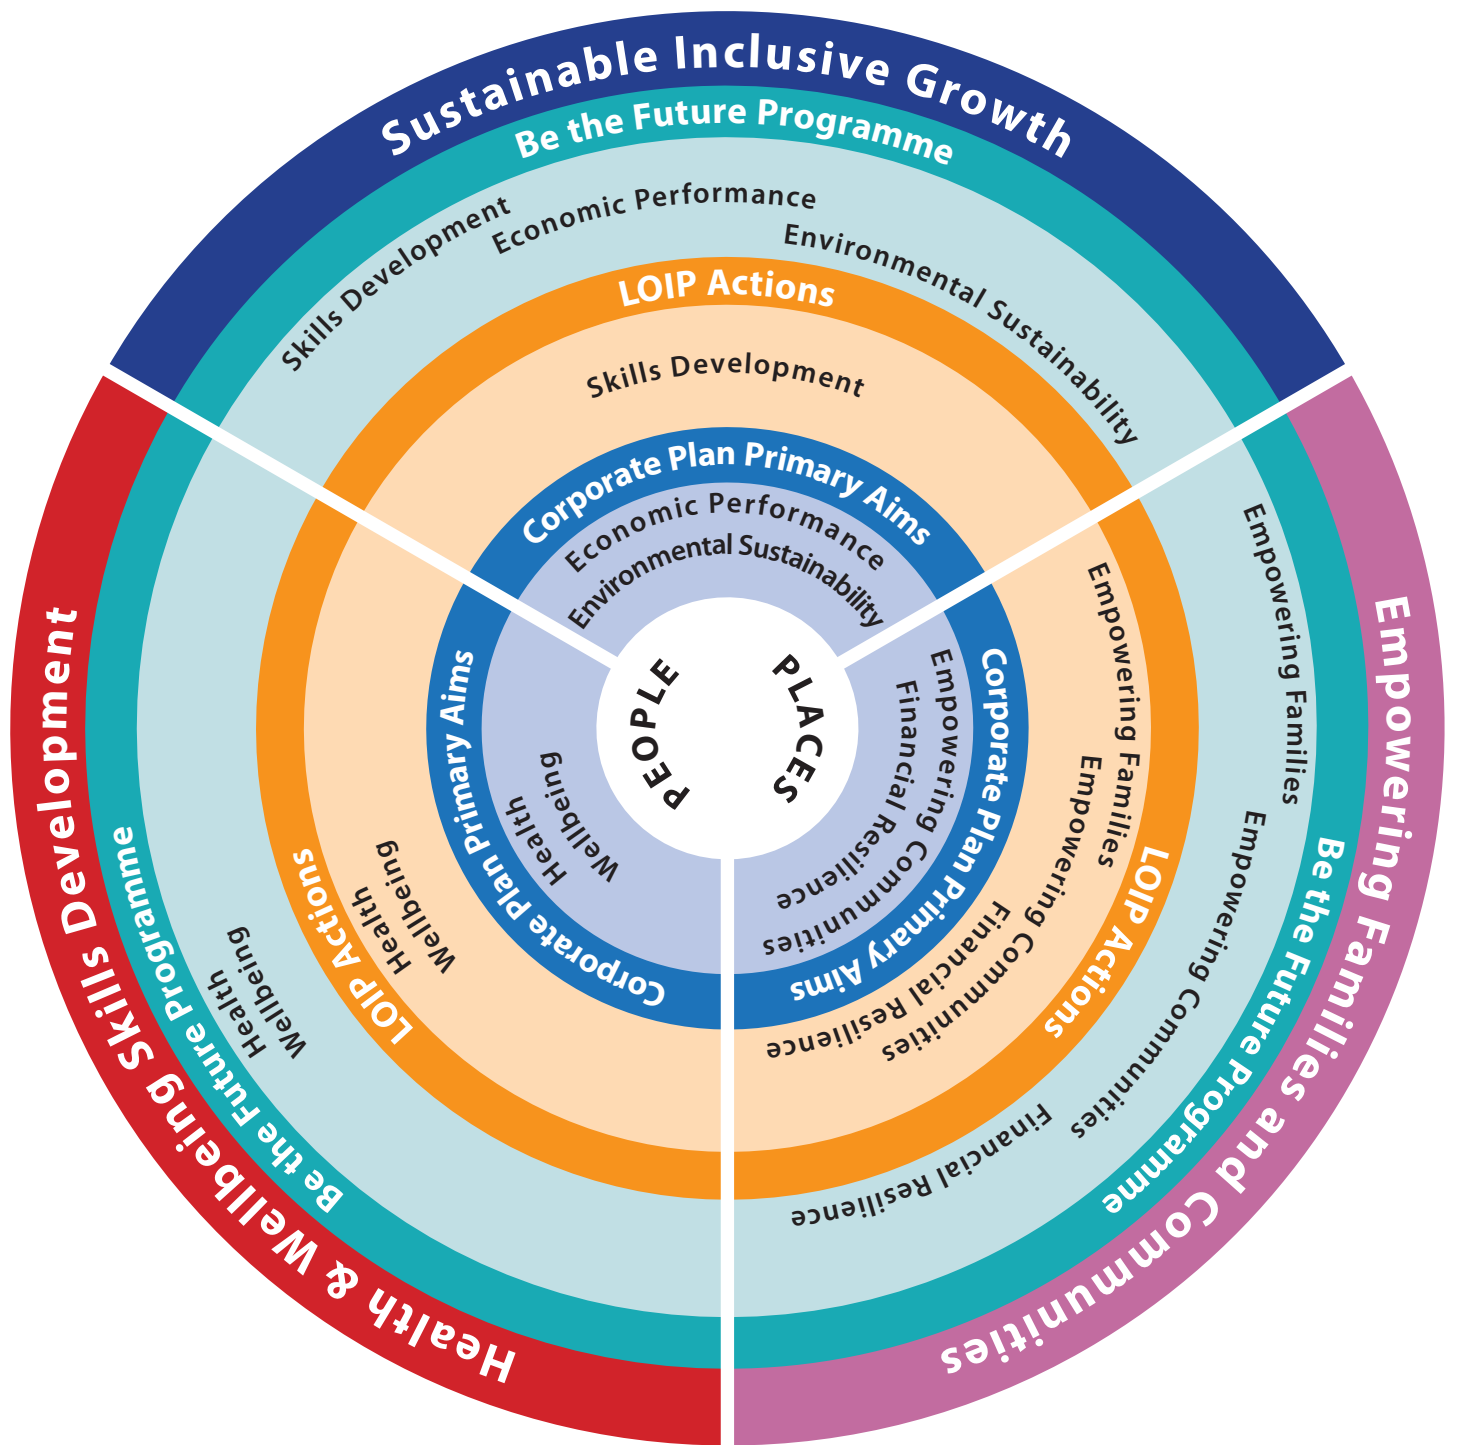 Sustainable Inclusive Growth
Be the Future Programme
Skills Development
Economic Performance
Environmental Sustainability
LOIP Actions
Skills Development
Corporate Plan Primary Aims
Economic Performance
Environmental Sustainability
Empowering Families and Communities
Be the Future Programme
Empowering Families
Empowering Communities
Financial Resilience
LOIP Actions
Empowering Families
Empowering Communities
Financial Resilience
Corporate Plan Primary Aims
Empowering Communities
Financial Resilience
Health & Wellbeing Skills Development
Be the Future Programme
Health
Wellbeing
LOIP Actions
Health
Wellbeing
Corporate Plan Primary Aims
Health
Wellbeing
PEOPLE
PLACES